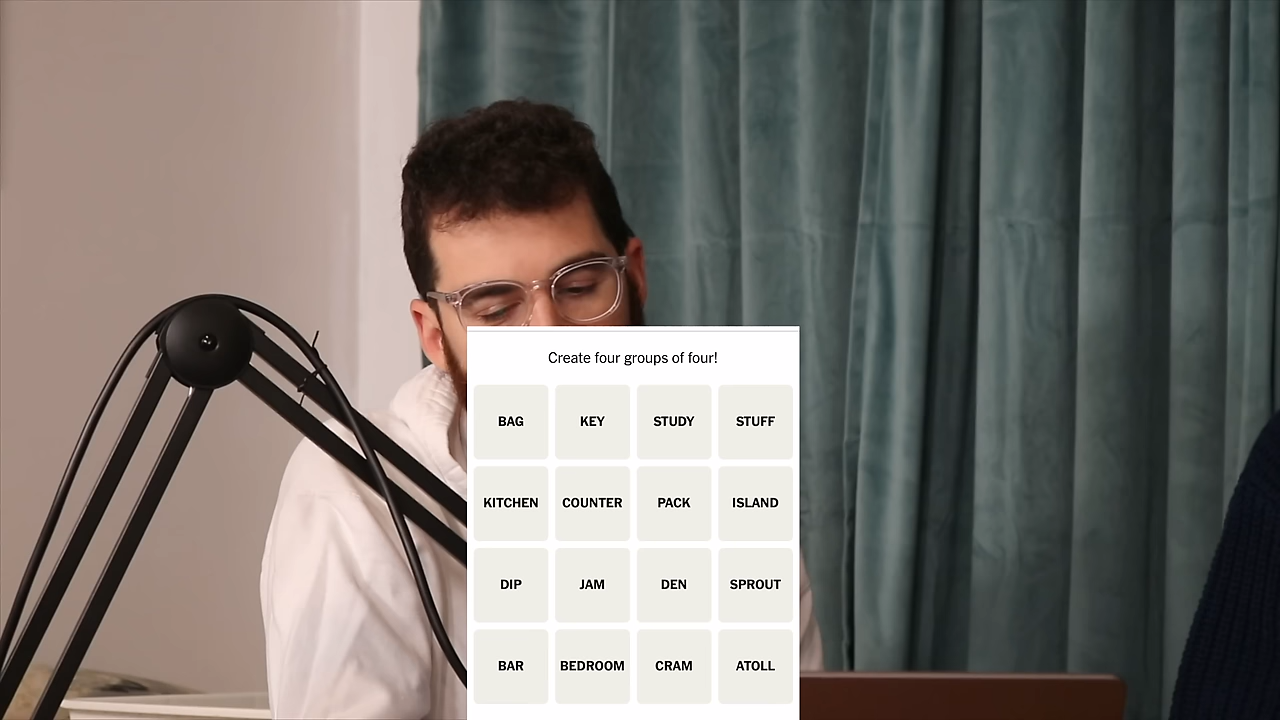 Create four groups of four!
BAG KEY STUDY STUFF
KITCHEN COUNTER PACK ISLAND
DIP JAM DEN SPROUT
BAR BEDROOM CRAM ATOLL